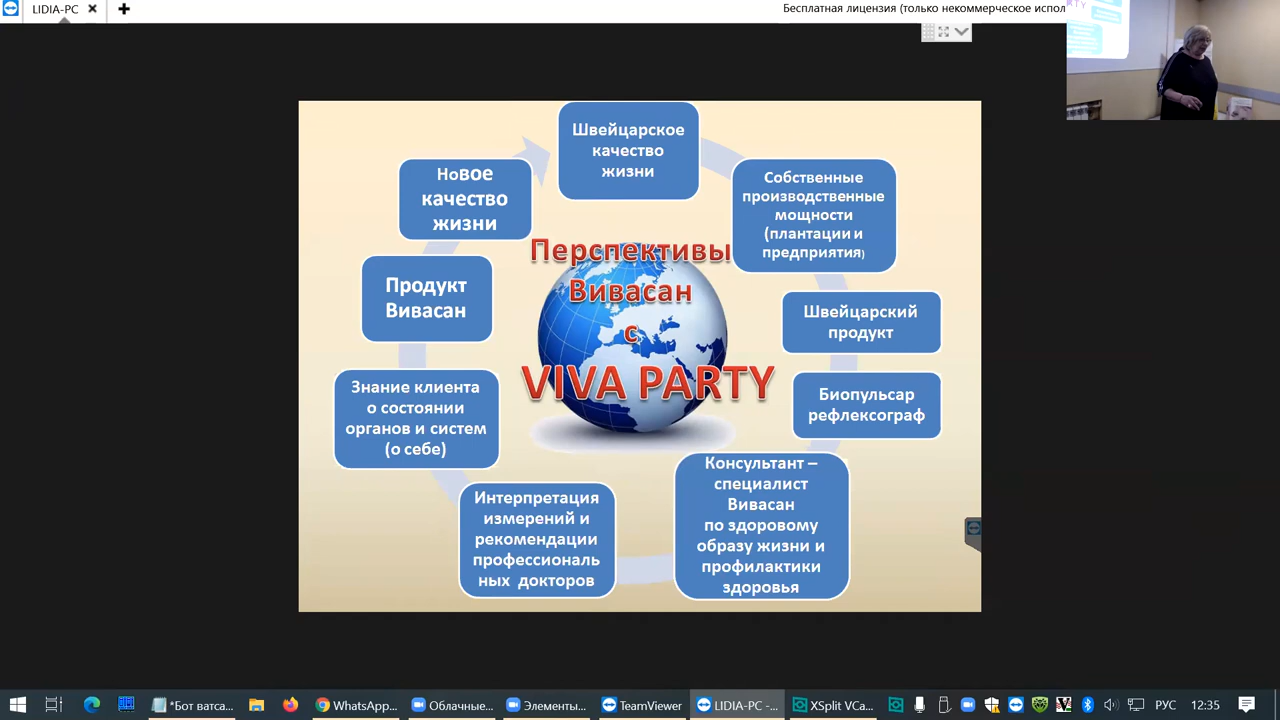 LIDIA-PC
Бесплатная лицензия (только некоммерческое испол
Швейцарское
качество
жизни
Собственные
производственные
мощности
(плантации и
предприятия)
Швейцарский
продукт
Биопульсар
рефлексограф
Консультант –
специалист
Вивасан
по здоровому
образу жизни и
профилактики
здоровья
Интерпретация
измерений и
рекомендации
профессиональ
ных докторов
Знание клиента
о состоянии
органов и систем
(о себе)
Продукт
Вивасан
Новое
качество
жизни
Перспективы
Вивасан
с
VIVA PARTY
*Бот ватса...
WhatsApp...
Облачные...
Элементы...
TeamViewer
LIDIA-PC -...
XSplit VCa...
РУС
12:35